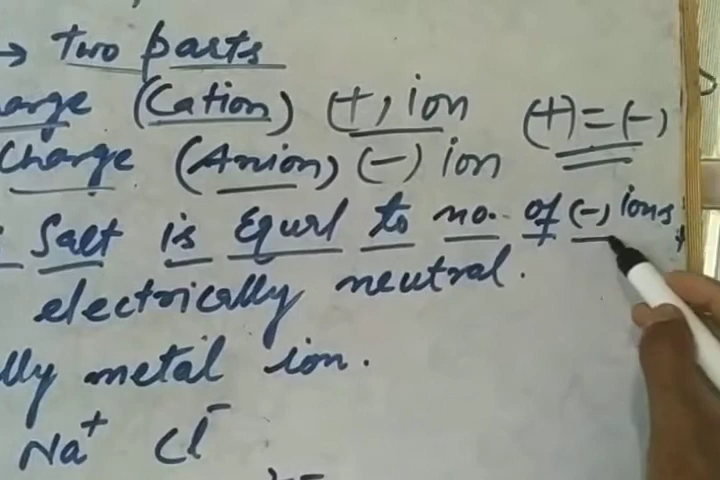 → Two parts
arge (Cation) (+) ion (+)=(-)
Charge (Anion) (-) ion
Salt is Equrl to no. of (-) ions
electrically neutral.
lly metal ion.
Na+ Cl-